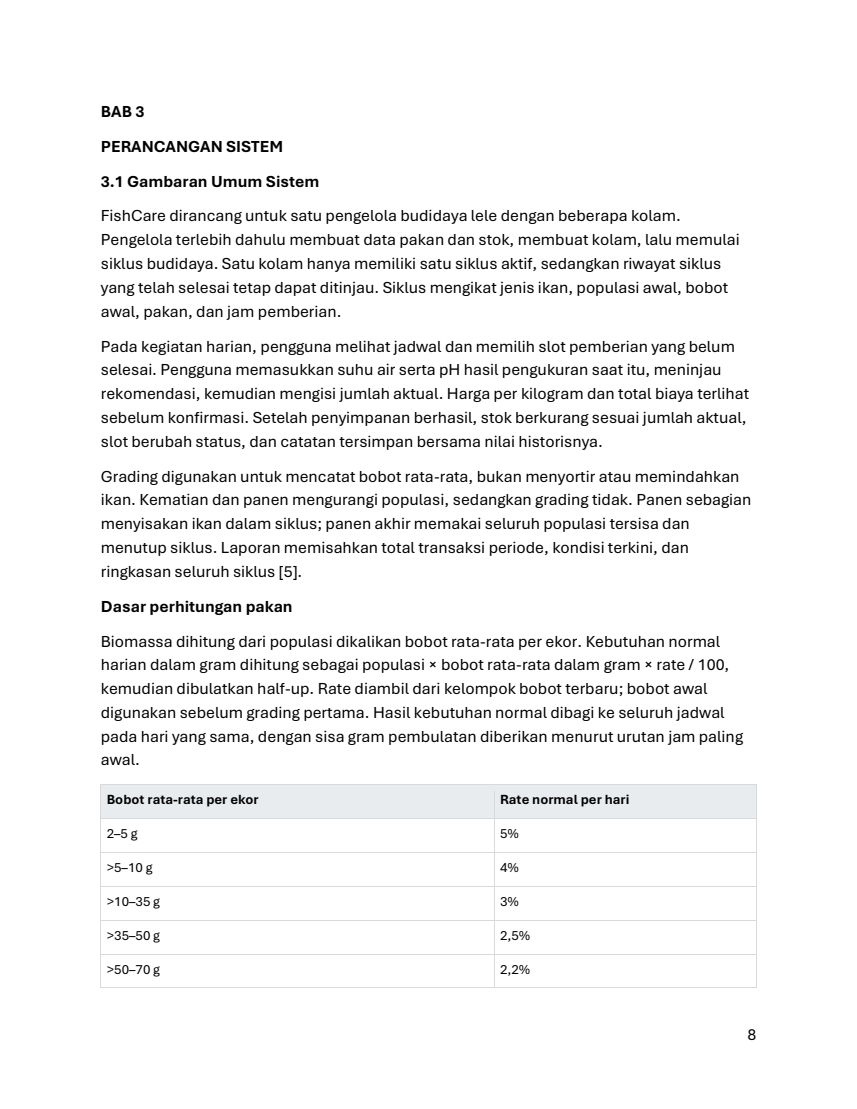 BAB 3
PERANCANGAN SISTEM
3.1 Gambaran Umum Sistem
FishCare dirancang untuk satu pengelola budidaya lele dengan beberapa kolam.
Pengelola terlebih dahulu membuat data pakan dan stok, membuat kolam, lalu memulai
siklus budidaya. Satu kolam hanya memiliki satu siklus aktif, sedangkan riwayat siklus
yang telah selesai tetap dapat ditinjau. Siklus mengikat jenis ikan, populasi awal, bobot
awal, pakan, dan jam pemberian.
Pada kegiatan harian, pengguna melihat jadwal dan memilih slot pemberian yang belum
selesai. Pengguna memasukkan suhu air serta pH hasil pengukuran saat itu, meninjau
rekomendasi, kemudian mengisi jumlah aktual. Harga per kilogram dan total biaya terlihat
sebelum konfirmasi. Setelah penyimpanan berhasil, stok berkurang sesuai jumlah aktual,
slot berubah status, dan catatan tersimpan bersama nilai historisnya.
Grading digunakan untuk mencatat bobot rata-rata, bukan menyortir atau memindahkan
ikan. Kematian dan panen mengurangi populasi, sedangkan grading tidak. Panen sebagian
menyisakan ikan dalam siklus; panen akhir memakai seluruh populasi tersisa dan
menutup siklus. Laporan memisahkan total transaksi periode, kondisi terkini, dan
ringkasan seluruh siklus [5].
Dasar perhitungan pakan
Biomassa dihitung dari populasi dikalikan bobot rata-rata per ekor. Kebutuhan normal
harian dalam gram dihitung sebagai populasi × bobot rata-rata dalam gram × rate / 100,
kemudian dibulatkan half-up. Rate diambil dari kelompok bobot terbaru; bobot awal
digunakan sebelum grading pertama. Hasil kebutuhan normal dibagi ke seluruh jadwal
pada hari yang sama, dengan sisa gram pembulatan diberikan menurut urutan jam paling
awal.
Bobot rata-rata per ekor Rate normal per hari
2–5 g 5%
>5–10 g 4%
>10–35 g 3%
>35–50 g 2,5%
>50–70 g 2,2%
8